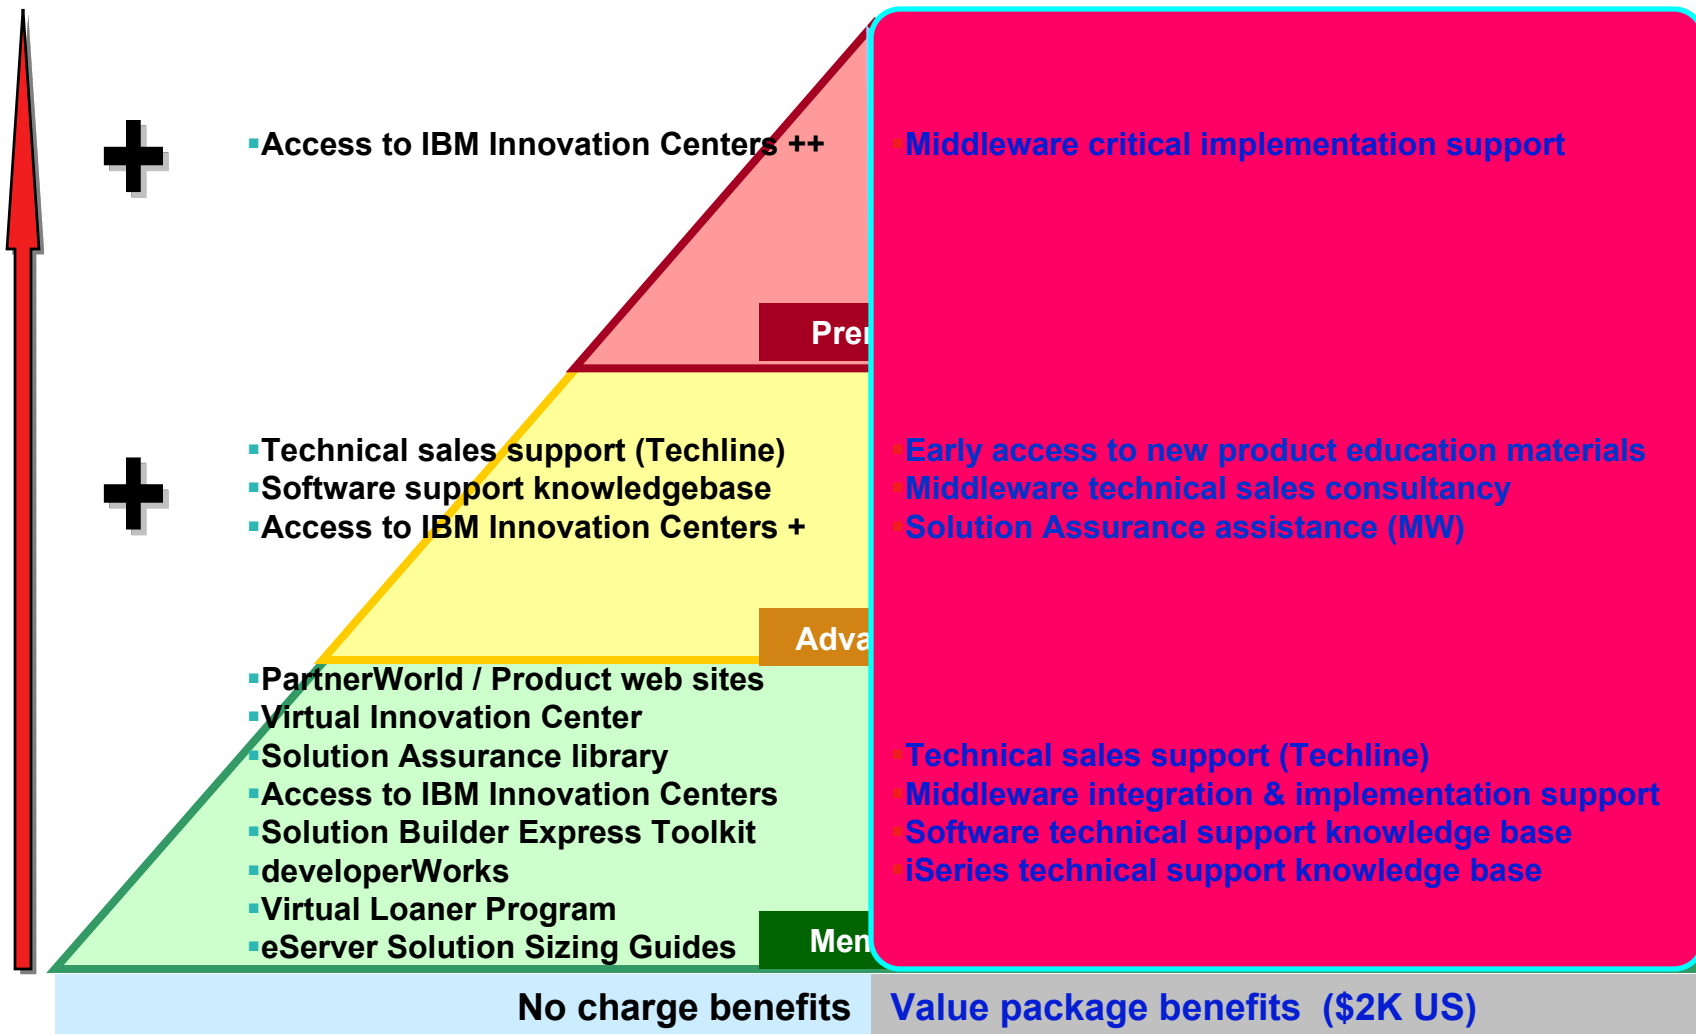 +
▪Access to IBM Innovation Centers ++
▪Middleware critical implementation support
+
▪Technical sales support (Techline)
▪Software support knowledgebase
▪Access to IBM Innovation Centers +
▪Early access to new product education materials
▪Middleware technical sales consultancy
▪Solution Assurance assistance (MW)
▪PartnerWorld / Product web sites
▪Virtual Innovation Center
▪Solution Assurance library
▪Access to IBM Innovation Centers
▪Solution Builder Express Toolkit
▪developerWorks
▪Virtual Loaner Program
▪eServer Solution Sizing Guides
▪Technical sales support (Techline)
▪Middleware integration & implementation support
▪Software technical support knowledge base
▪iSeries technical support knowledge base
No charge benefits
Value package benefits ($2K US)